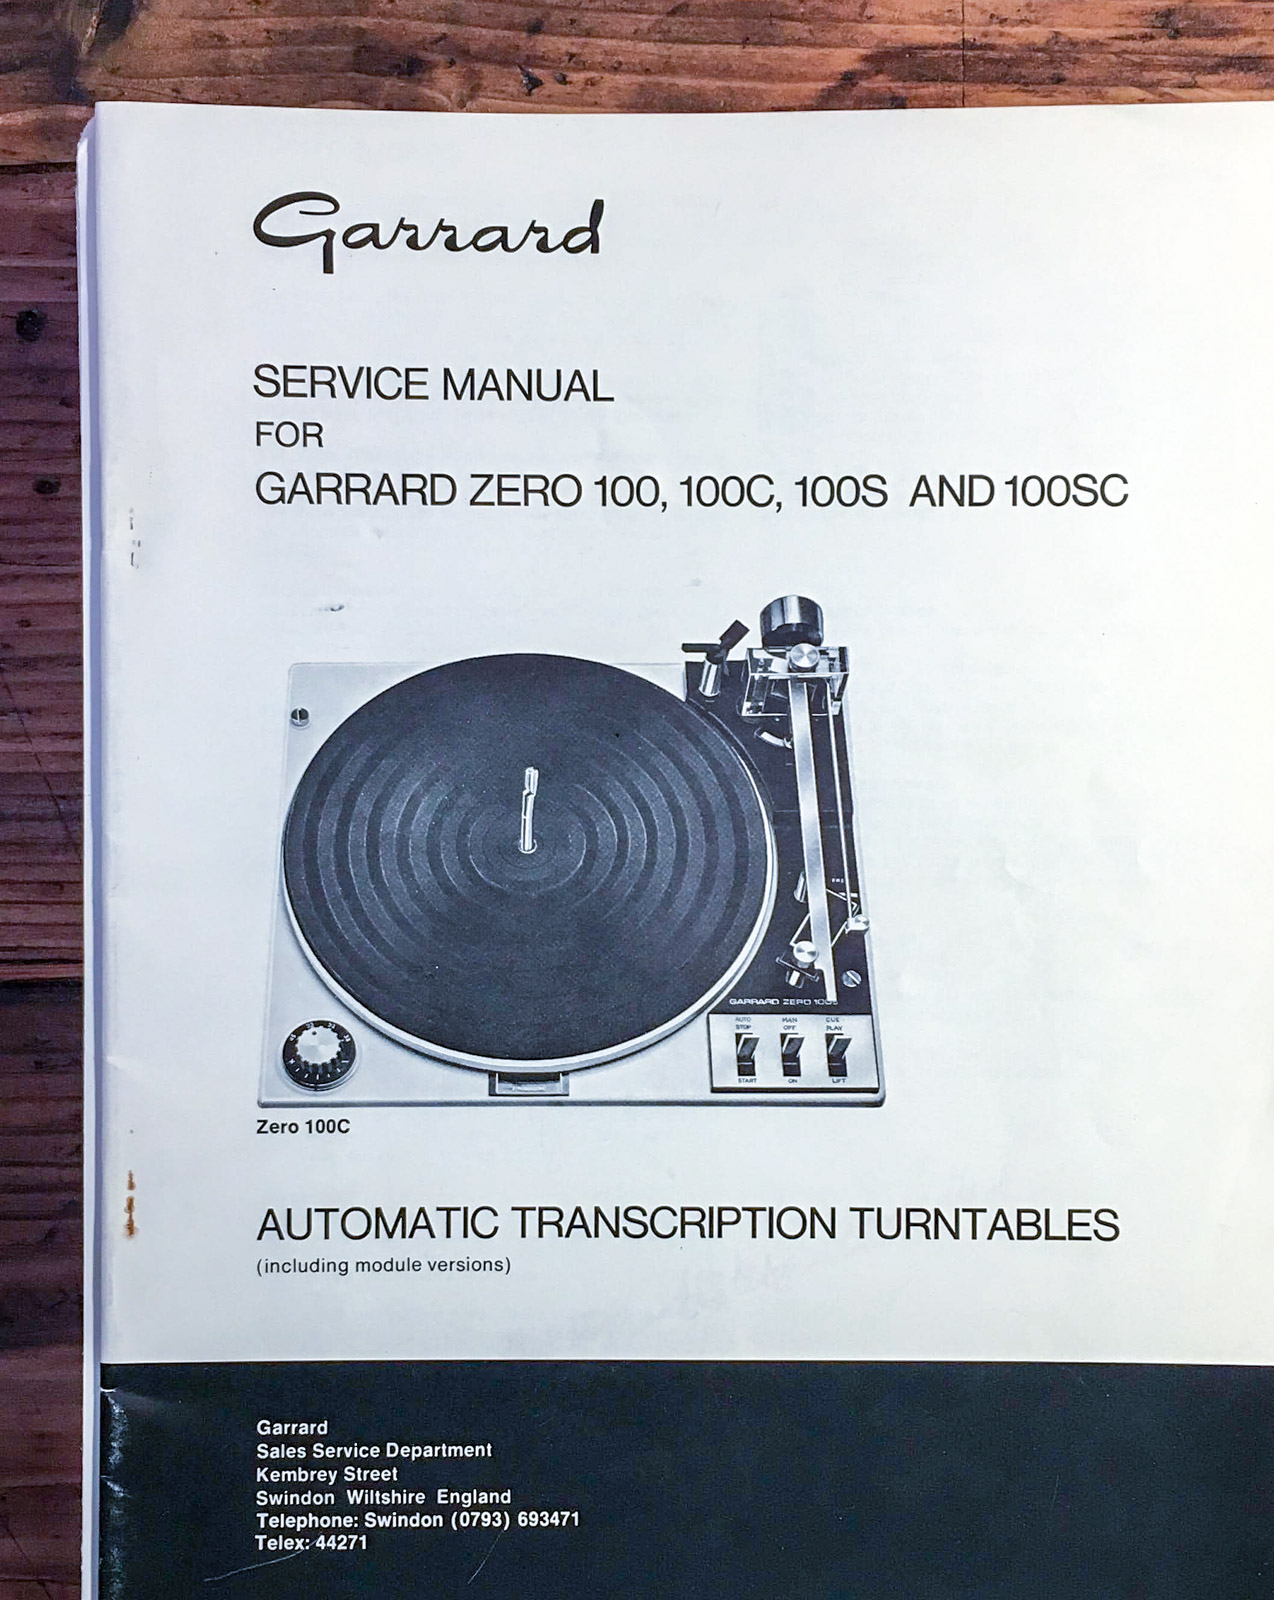 Garrard
SERVICE MANUAL
FOR
GARRARD ZERO 100, 100C, 100S AND 100SC
GARRARD ZERO 100S
AUTO MAN CUE
STOP OFF PLAY
START ON LIFT
Zero 100C
AUTOMATIC TRANSCRIPTION TURNTABLES
(including module versions)
Garrard
Sales Service Department
Kembrey Street
Swindon Wiltshire England
Telephone: Swindon (0793) 693471
Telex: 44271